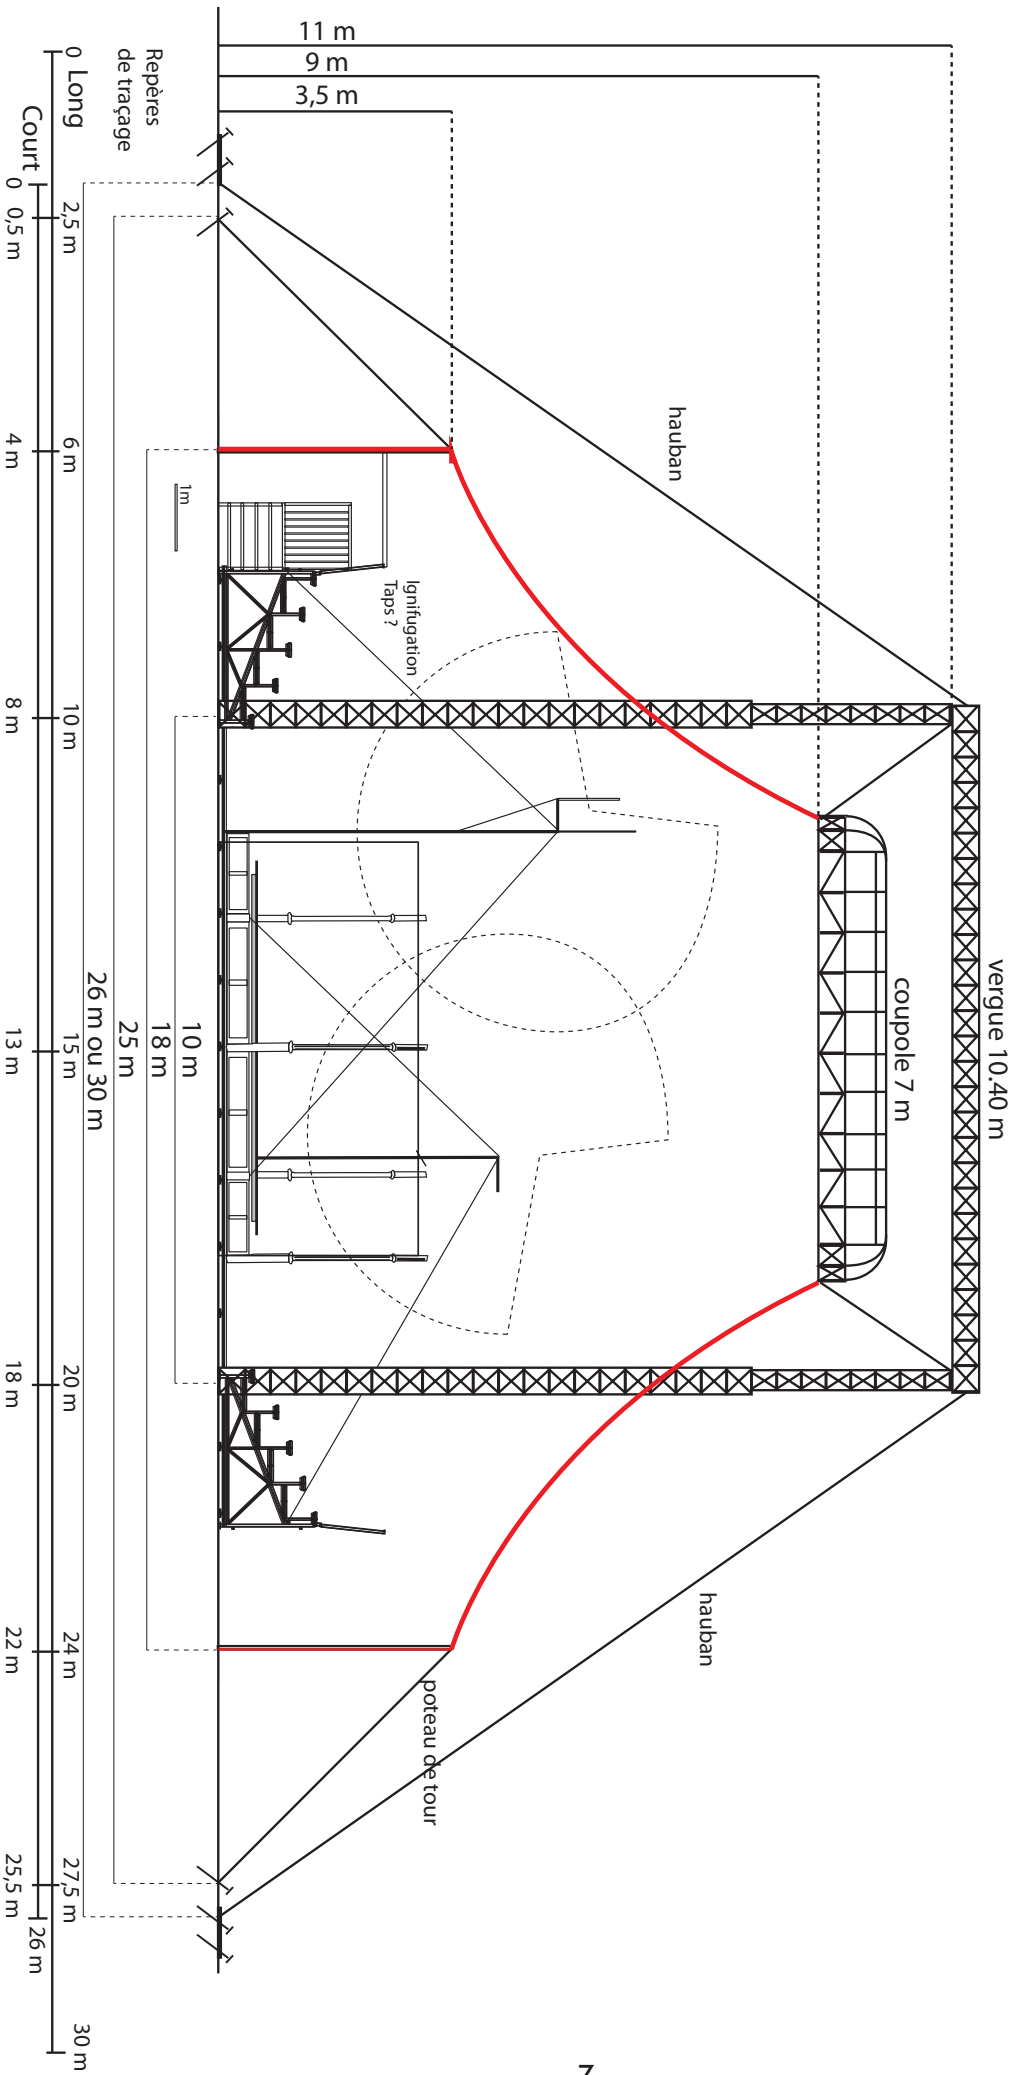 11 m
9 m
3,5 m
Repères
de traçage
0 Long
2,5 m
6 m
10 m
15 m
20 m
24 m
27,5 m
30 m
Court
0
0,5 m
4 m
8 m
13 m
18 m
22 m
25,5 m
26 m
10 m
18 m
25 m
26 m ou 30 m
1m
Ignifugation
Taps ?
hauban
vergue 10.40 m
coupole 7 m
hauban
poteau de tour
7